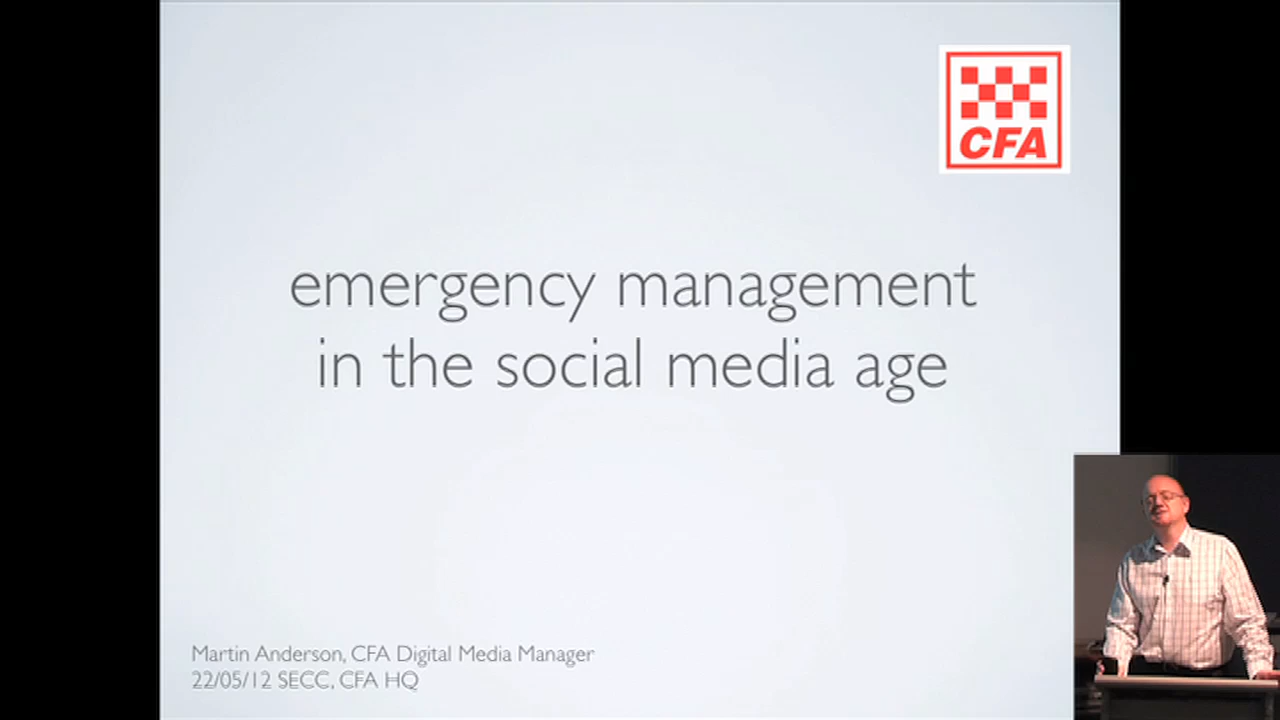 CFA
emergency management
in the social media age
Martin Anderson, CFA Digital Media Manager
22/05/12 SECC, CFA HQ